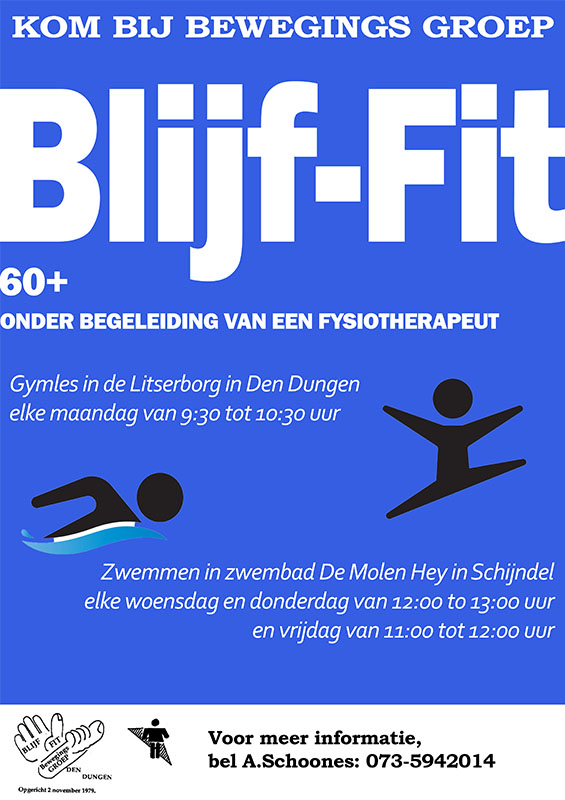 KOM BIJ BEWEGINGS GROEP
Blijf-Fit
60+
ONDER BEGELEIDING VAN EEN FYSIOTHERAPEUT
Gymles in de Litserborg in Den Dungen
elke maandag van 9:30 tot 10:30 uur
Zwemmen in zwembad De Molen Hey in Schijndel
elke woensdag en donderdag van 12:00 to 13:00 uur
en vrijdag van 11:00 tot 12:00 uur
BLIJF FIT
Bewegings
GROEP DEN
DUNGEN
Opgericht 2 november 1979.
Voor meer informatie,
bel A.Schoones: 073-5942014